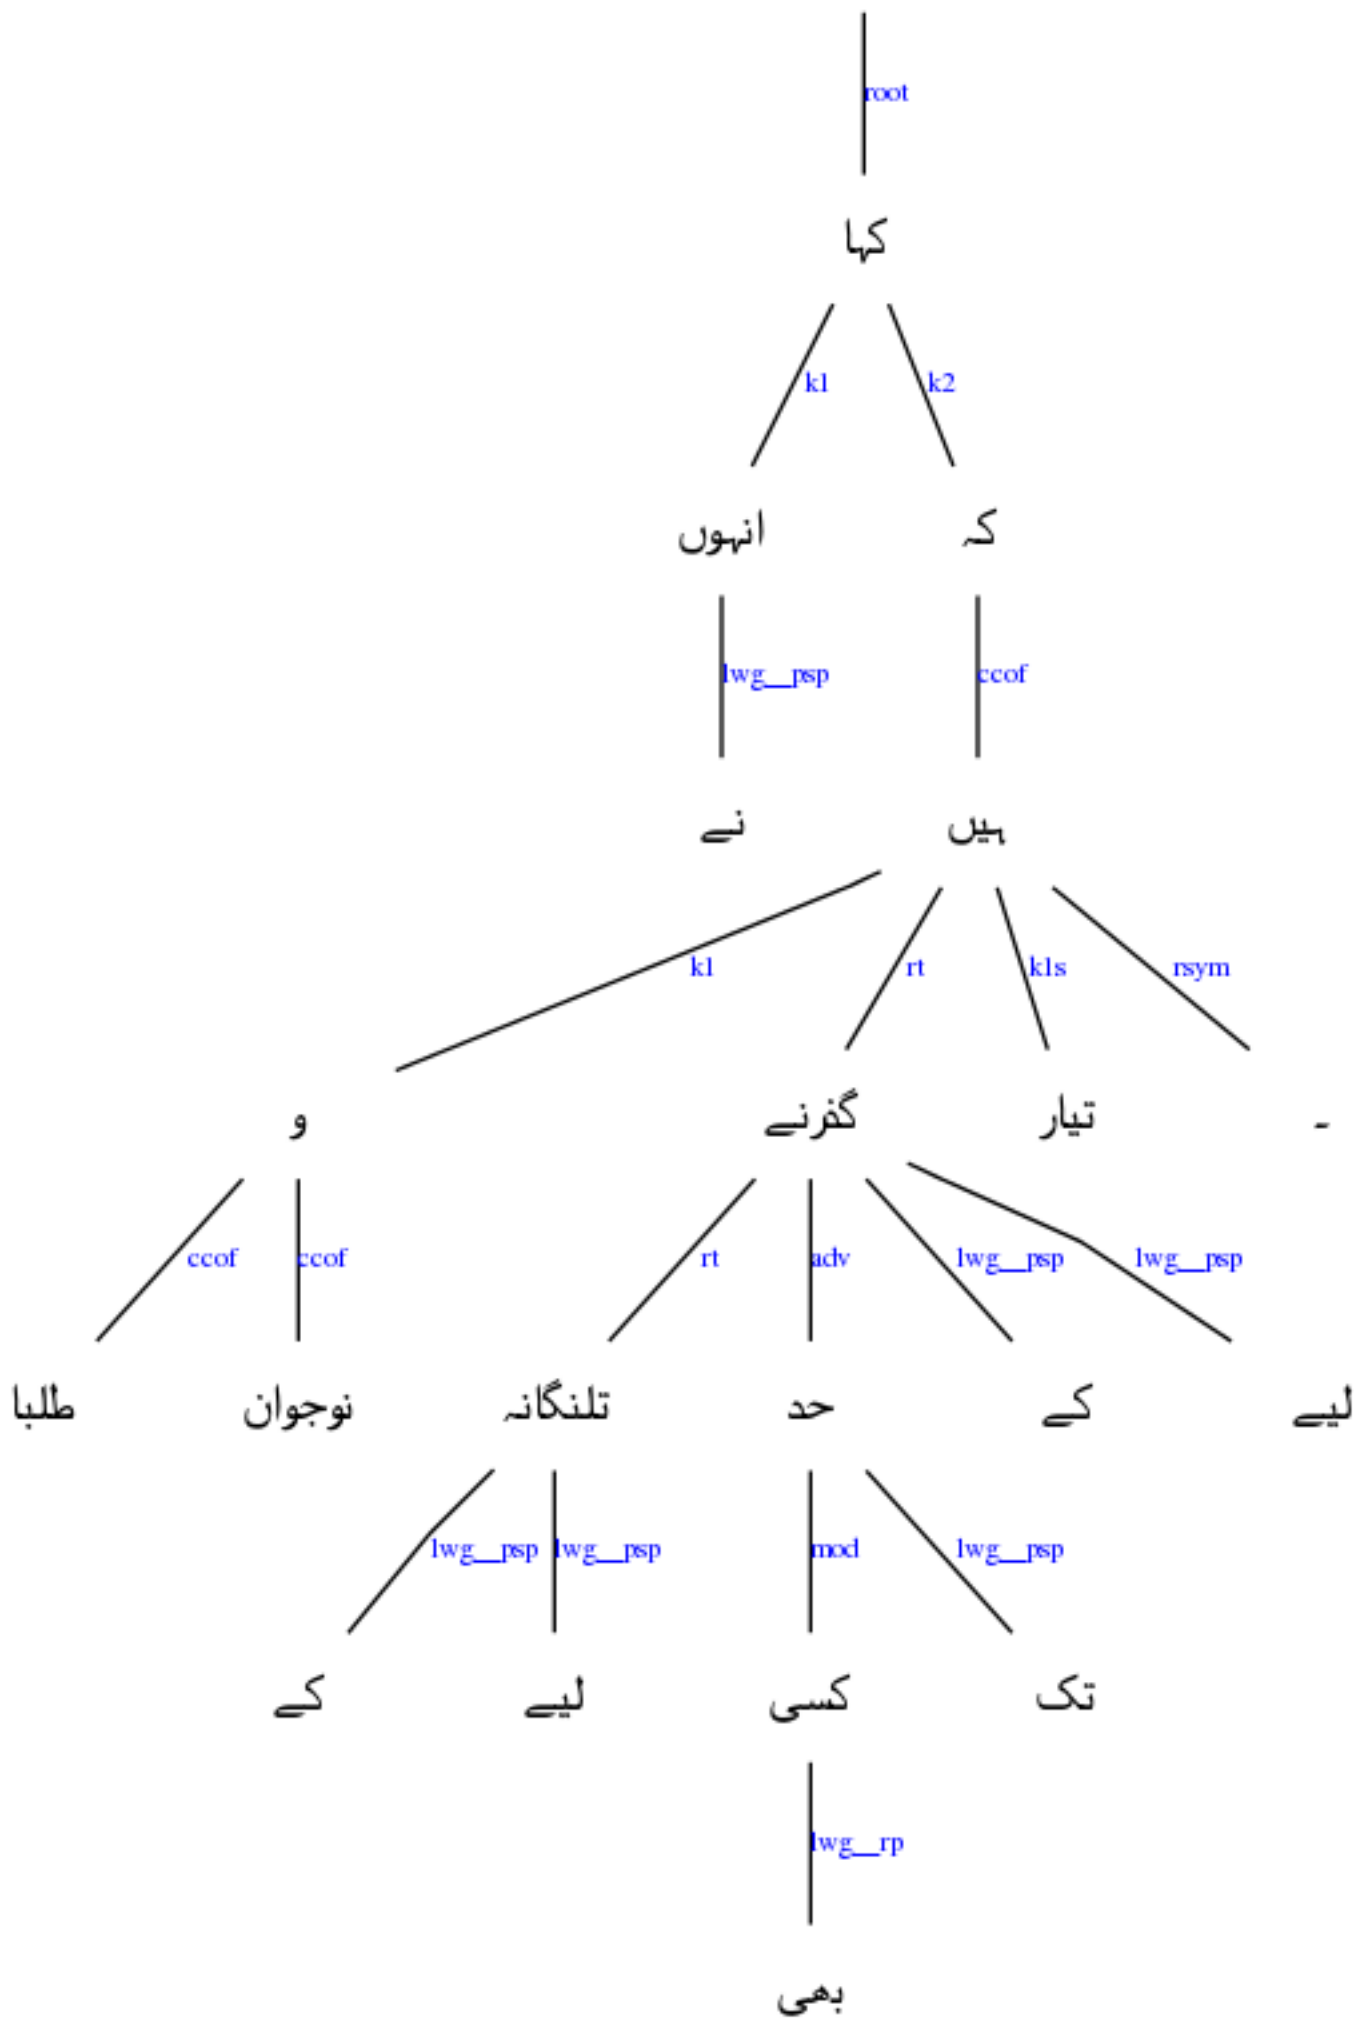 root
کہا
k1 k2
انہوں کہ
lwg__psp ccof
نے ہیں
k1 rt k1s rsym
و گفرنے تیار ۔
ccof ccof rt adv lwg__psp lwg__psp
طلبا نوجوان تلنگانہ حد کے لیے
lwg__psp lwg__psp mod lwg__psp
کے لیے کسی تک
lwg__rp
بھی